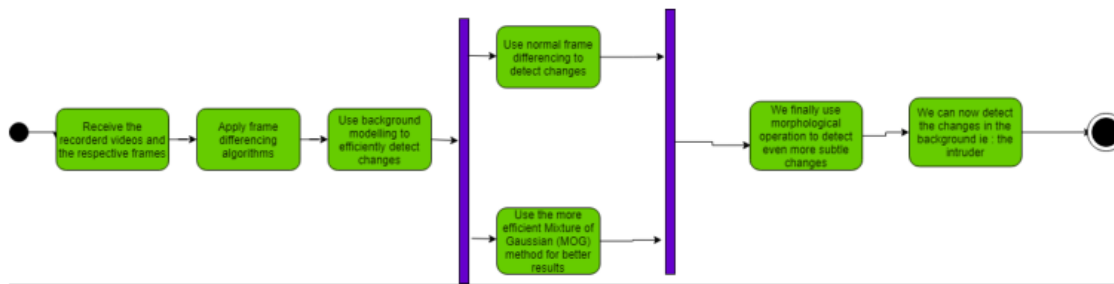 Receive the
recorderd videos and
the respective frames
Apply frame
differencing
algorithms
Use background
modelling to
efficiently detect
changes
Use normal frame
differencing to
detect changes
Use the more
efficient Mixture of
Gaussian (MOG)
method for better
results
We finally use
morphological
operation to detect
even more subtle
changes
We can now detect
the changes in the
background ie : the
intruder